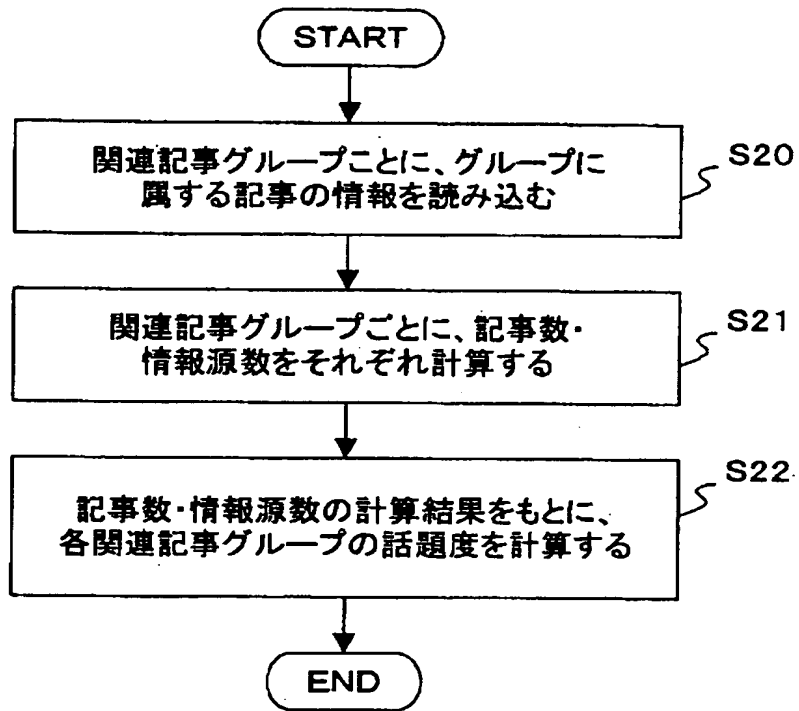 START
関連記事グループことに、グループに
属する記事の情報を読み込む
S20
関連記事グループごとに、記事数・
情報源数をそれぞれ計算する
S21
記事数・情報源数の計算結果をもとに、
各関連記事グループの話題度を計算する
S22
END